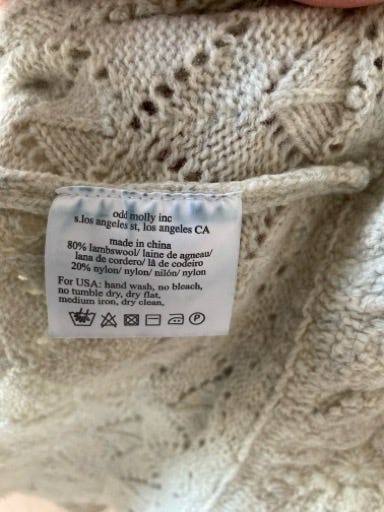 odd molly inc
s.los angeles st, los angeles CA
made in china
80% lambswool/ laine de agneau/
lana de cordero/ lã de codeiro
20% nylon/ nylon/ nilón/ nylon
For USA: hand wash, no bleach,
no tumble dry, dry flat,
medium iron, dry clean,
P